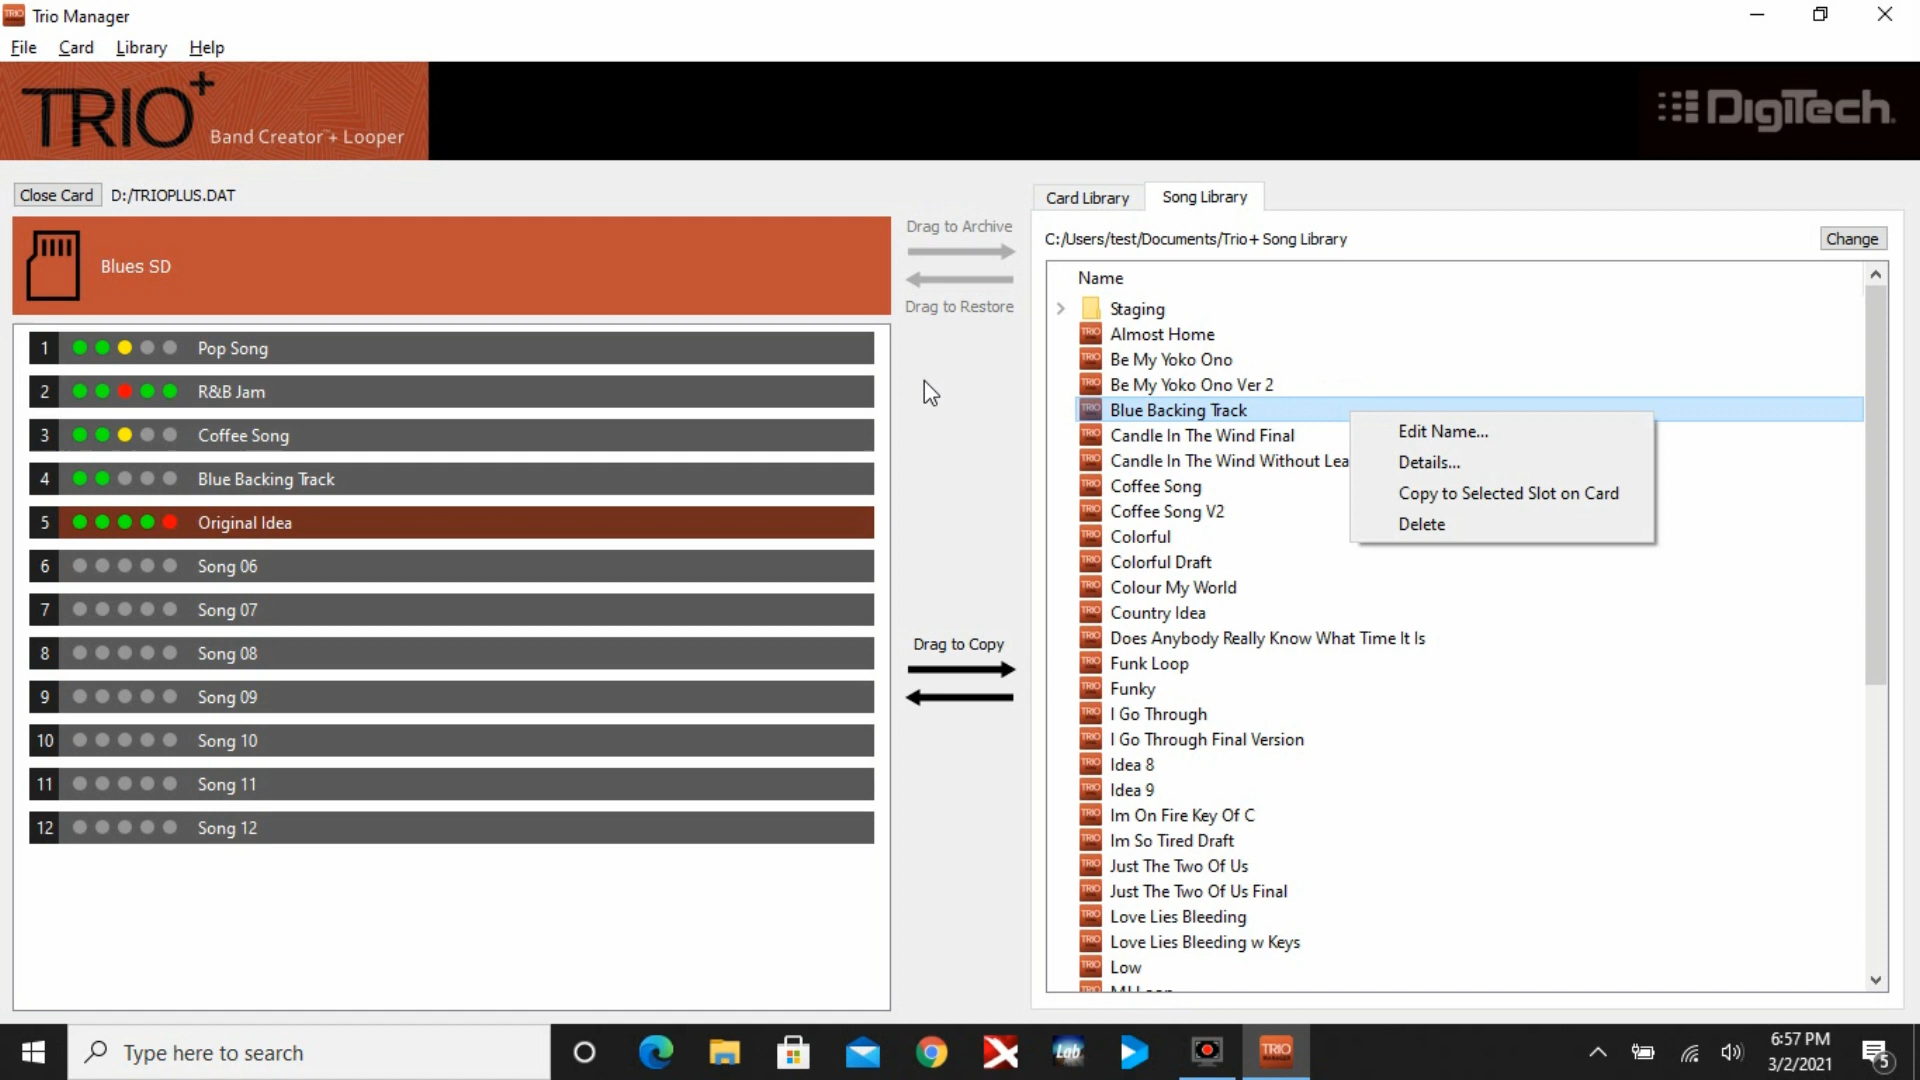 Trio Manager
File Card Library Help
TRIO+ Band Creator + Looper
DigiTech
Close Card D:/TRIOPLUS.DAT
Blues SD
1 Pop Song
2 R&B Jam
3 Coffee Song
4 Blue Backing Track
5 Original Idea
6 Song 06
7 Song 07
8 Song 08
9 Song 09
10 Song 10
11 Song 11
12 Song 12
Drag to Archive
Drag to Restore
Drag to Copy
Card Library Song Library
C:/Users/test/Documents/Trio+ Song Library Change
Name
Staging
Almost Home
Be My Yoko Ono
Be My Yoko Ono Ver 2
Blue Backing Track
Candle In The Wind Final
Candle In The Wind Without Lea
Coffee Song
Coffee Song V2
Colorful
Colorful Draft
Colour My World
Country Idea
Does Anybody Really Know What Time It Is
Funk Loop
Funky
I Go Through
I Go Through Final Version
Idea 8
Idea 9
Im On Fire Key Of C
Im So Tired Draft
Just The Two Of Us
Just The Two Of Us Final
Love Lies Bleeding
Love Lies Bleeding w Keys
Low
Edit Name...
Details...
Copy to Selected Slot on Card
Delete
Type here to search
Lab
TRIO
MANAGER
6:57 PM
3/2/2021
5